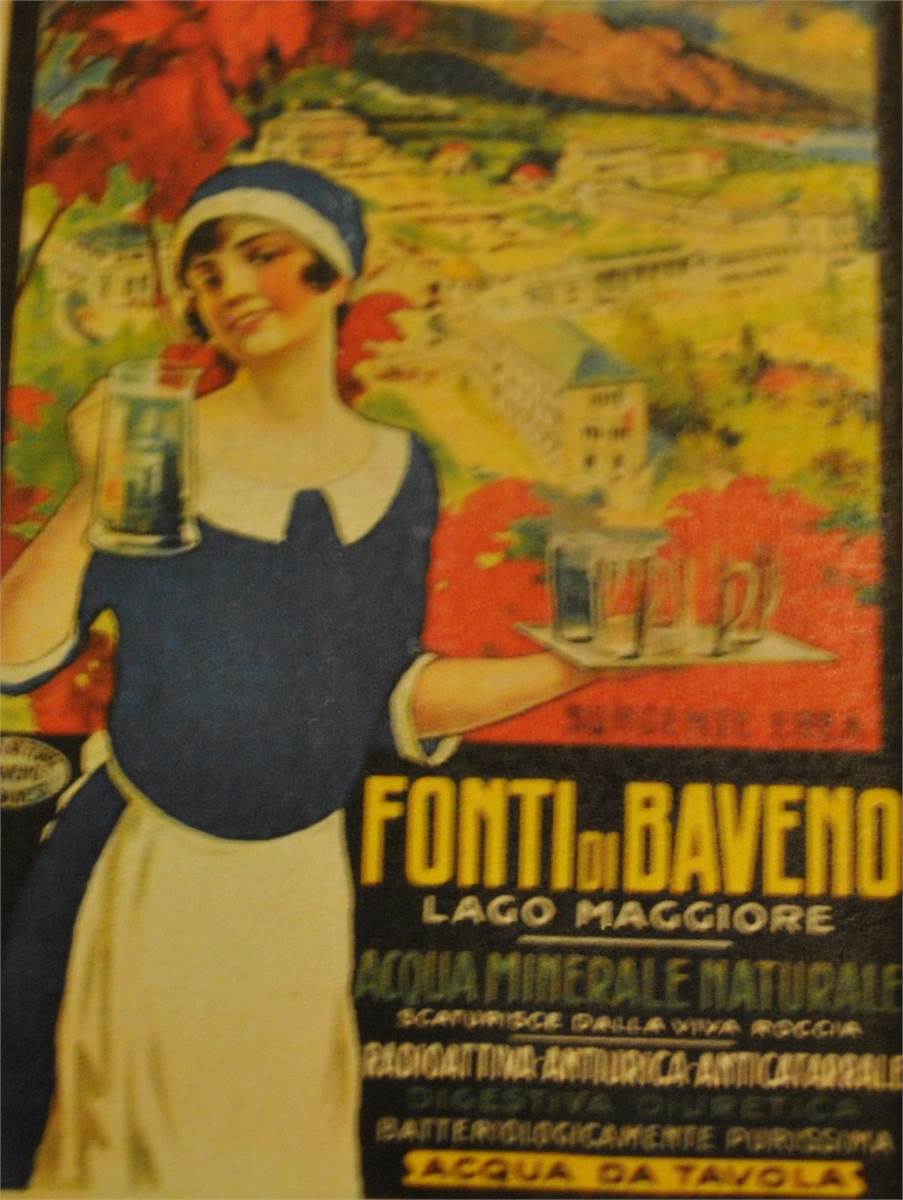 SORGENTE
FONTI DI BAVENO
LAGO MAGGIORE
ACQUA MINERALE NATURALE
SCATURISCE DALLA VIVA ROCCIA
RADIOATTIVA-ANTIURICA-ANTICATARRALE
DIGESTIVA DIURETICA
BATTERIOLOGICAMENTE PURISSIMA
ACQUA DA TAVOLA